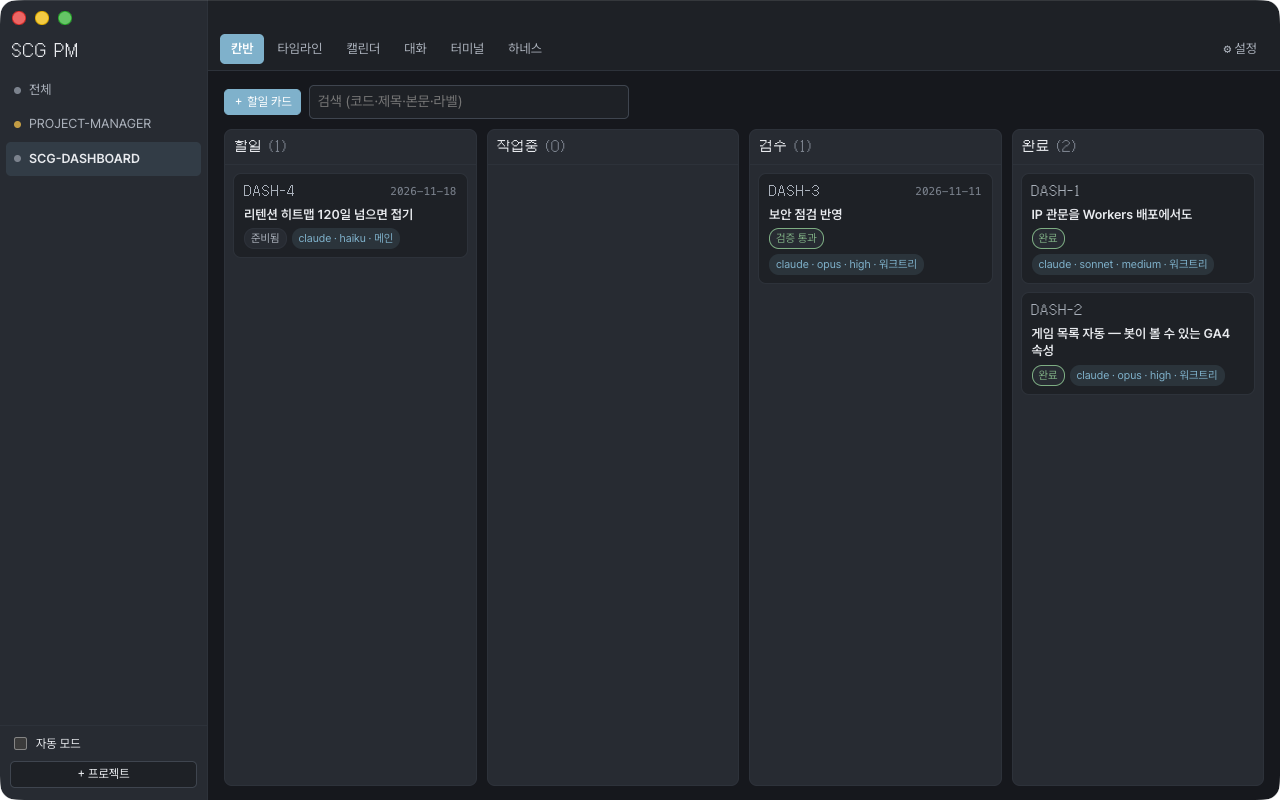 SCG PM
전체
PROJECT-MANAGER
SCG-DASHBOARD
자동 모드
+ 프로젝트
칸반 타임라인 캘린더 대화 터미널 하네스
⚙ 설정
+ 할일 카드
검색 (코드·제목·본문·라벨)
할일 (1)
DASH-4 2026-11-18
리텐션 히트맵 120일 넘으면 접기
준비됨 claude · haiku · 메인
작업중 (0)
검수 (1)
DASH-3 2026-11-11
보안 점검 반영
검증 통과
claude · opus · high · 워크트리
완료 (2)
DASH-1
IP 관문을 Workers 배포에서도
완료
claude · sonnet · medium · 워크트리
DASH-2
게임 목록 자동 — 봇이 볼 수 있는 GA4
속성
완료 claude · opus · high · 워크트리